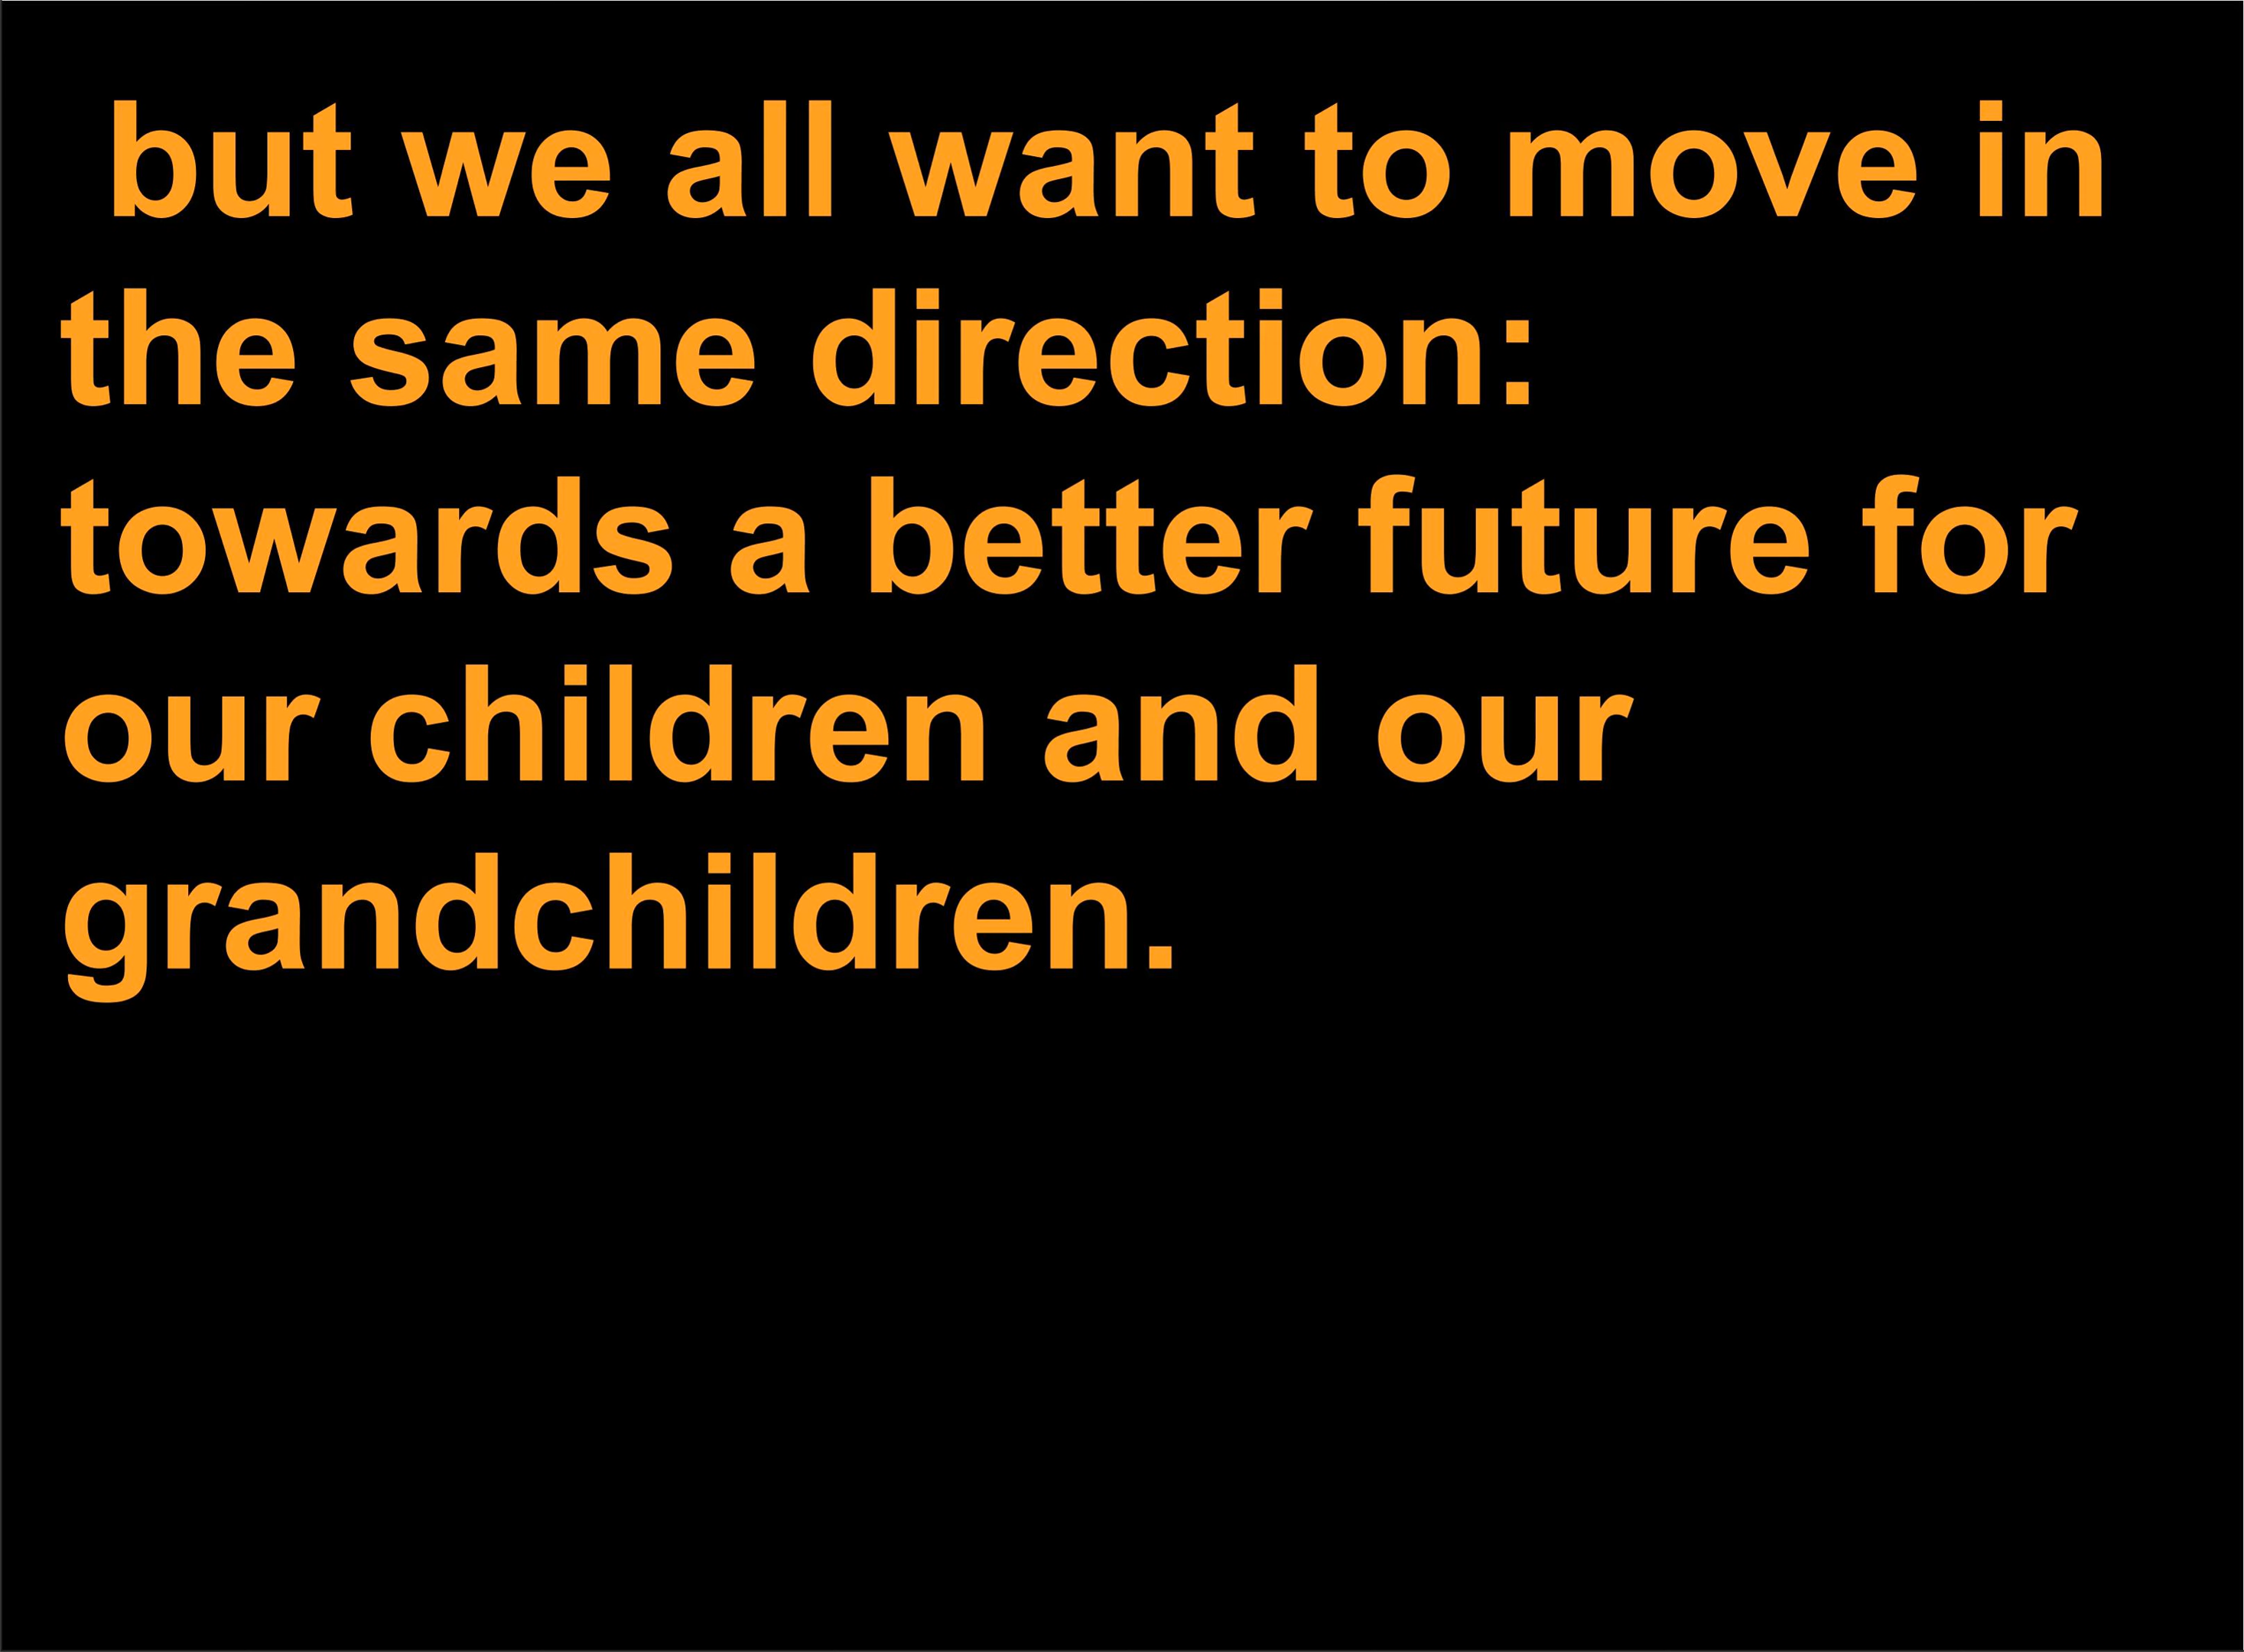 but we all want to move in
the same direction:
towards a better future for
our children and our
grandchildren.